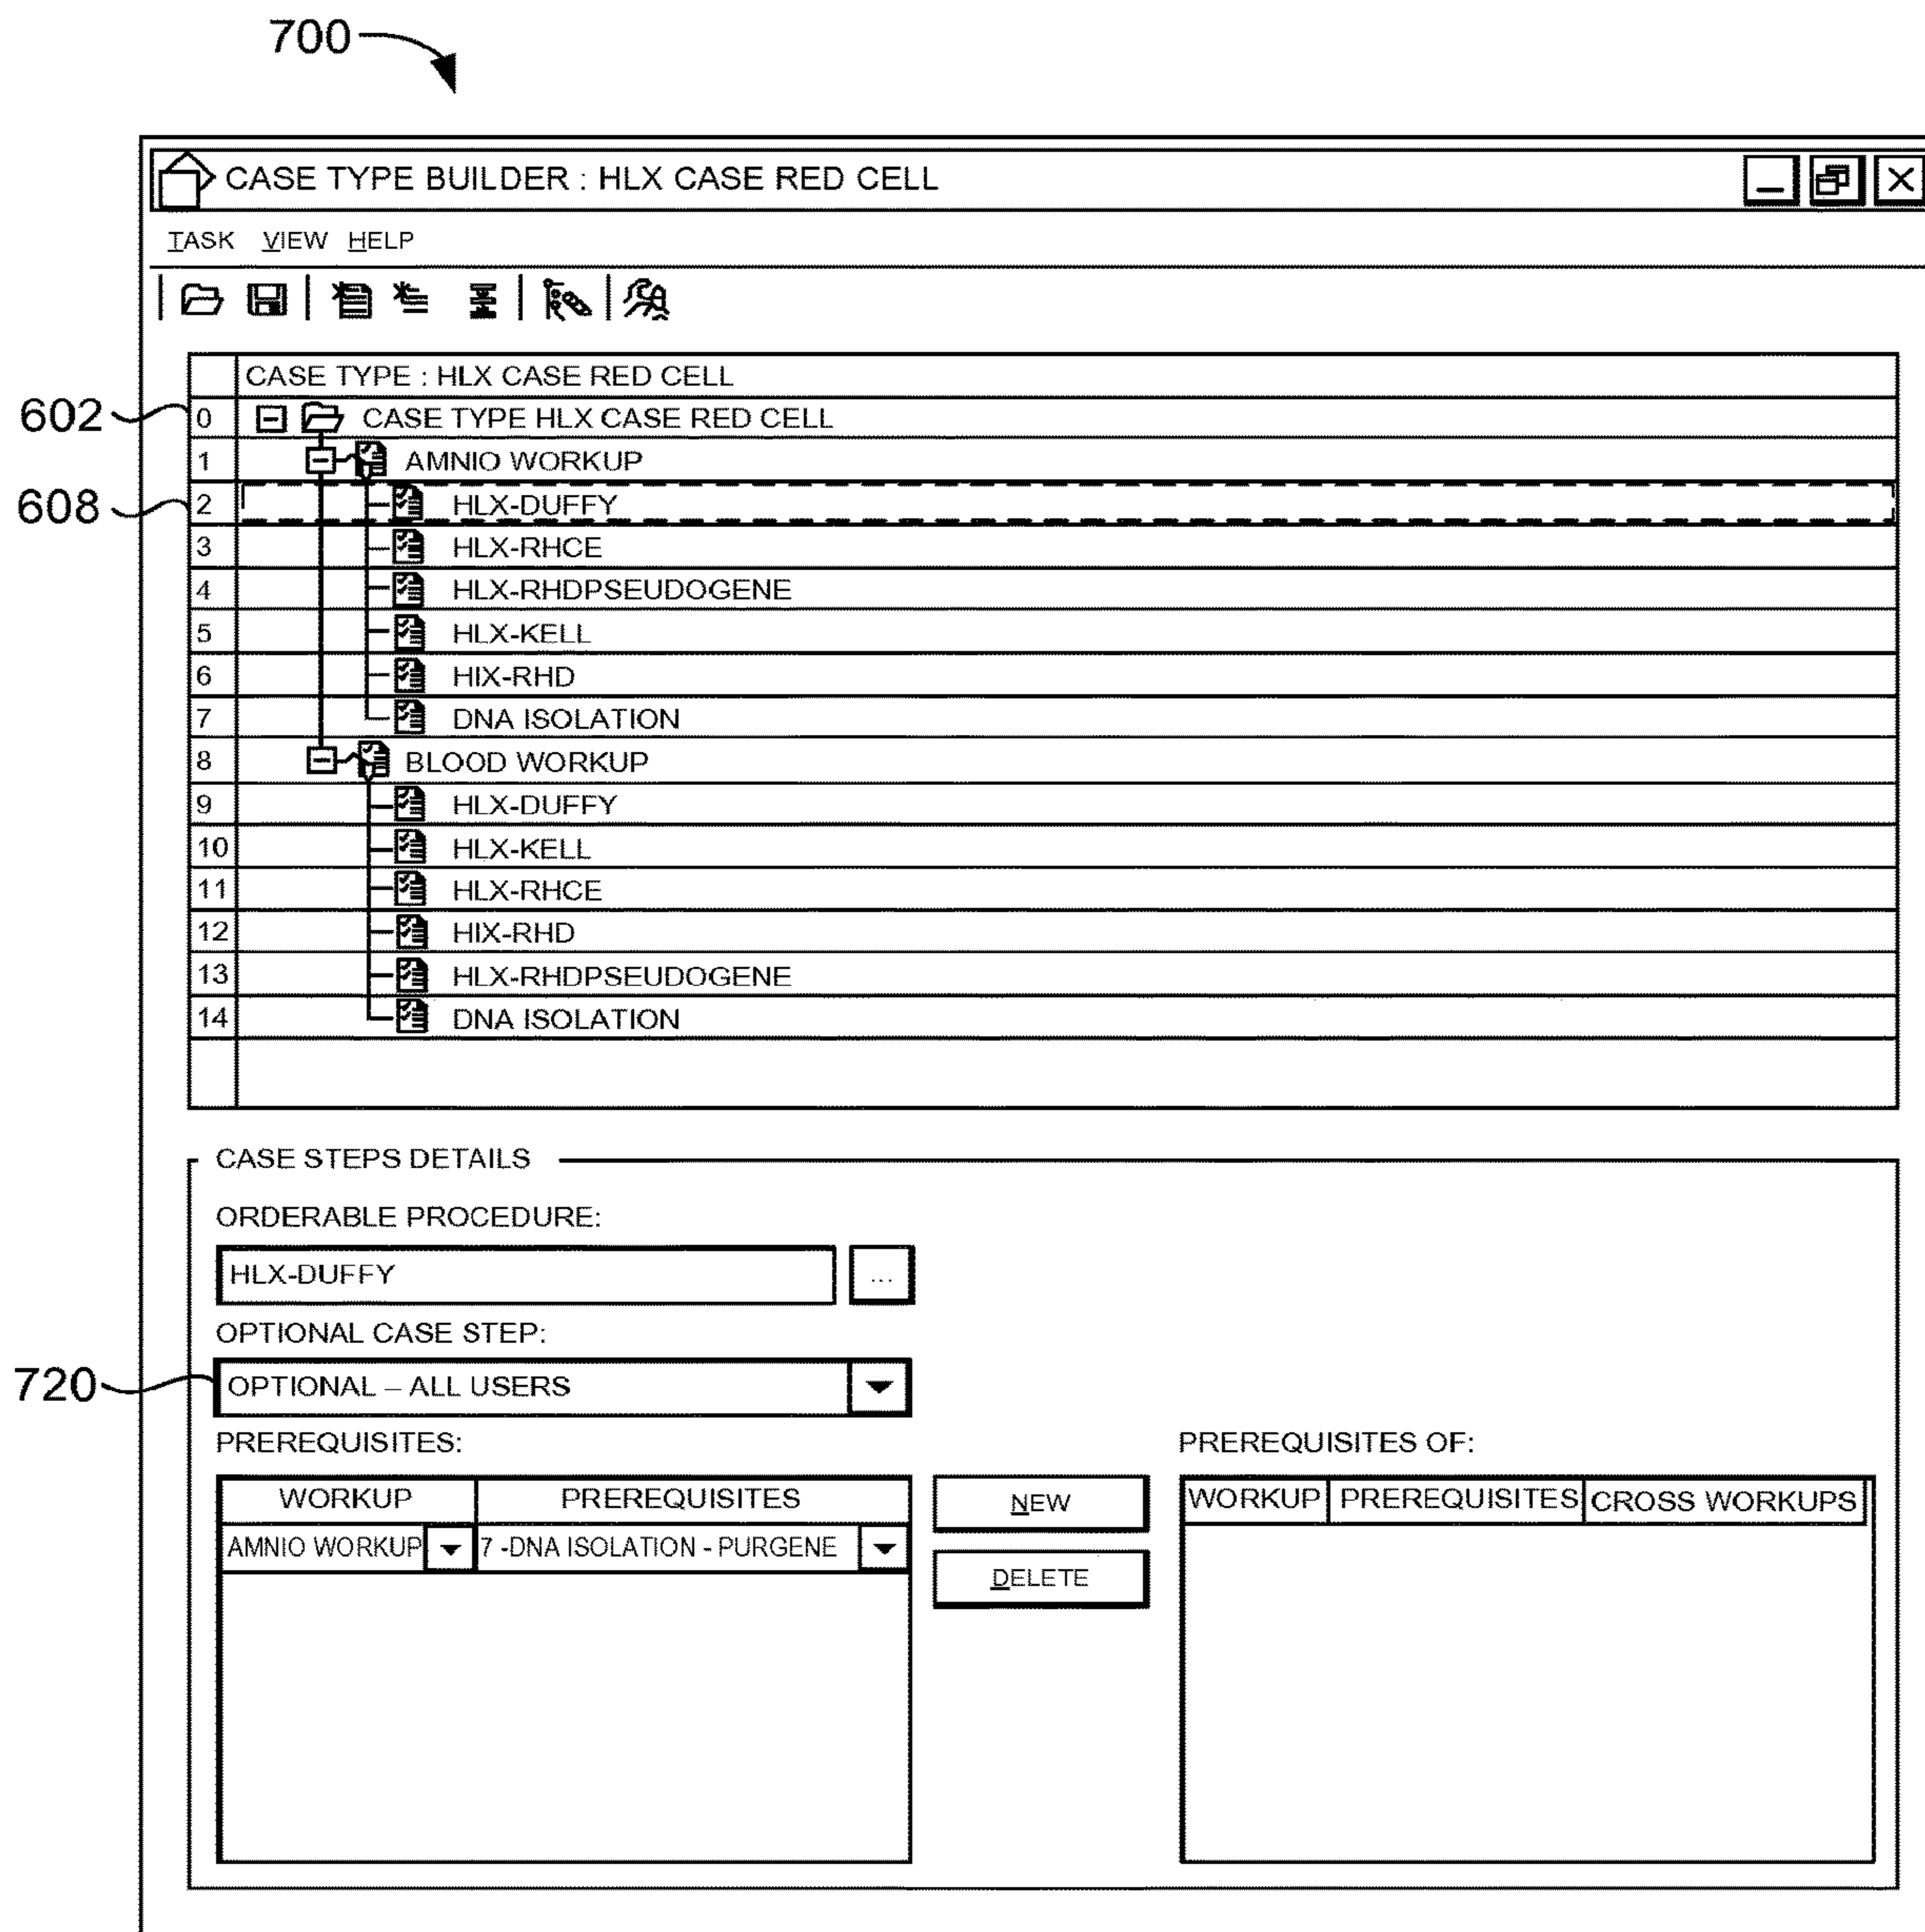 700
CASE TYPE BUILDER : HLX CASE RED CELL
TASK VIEW HELP
CASE TYPE : HLX CASE RED CELL
602 0 CASE TYPE HLX CASE RED CELL
1 AMNIO WORKUP
608 2 HLX-DUFFY
3 HLX-RHCE
4 HLX-RHDPSEUDOGENE
5 HLX-KELL
6 HIX-RHD
7 DNA ISOLATION
8 BLOOD WORKUP
9 HLX-DUFFY
10 HLX-KELL
11 HLX-RHCE
12 HIX-RHD
13 HLX-RHDPSEUDOGENE
14 DNA ISOLATION
CASE STEPS DETAILS
ORDERABLE PROCEDURE:
HLX-DUFFY ...
OPTIONAL CASE STEP:
720 OPTIONAL – ALL USERS
PREREQUISITES: PREREQUISITES OF:
WORKUP PREREQUISITES NEW WORKUP PREREQUISITES CROSS WORKUPS
AMNIO WORKUP 7 -DNA ISOLATION - PURGENE
DELETE